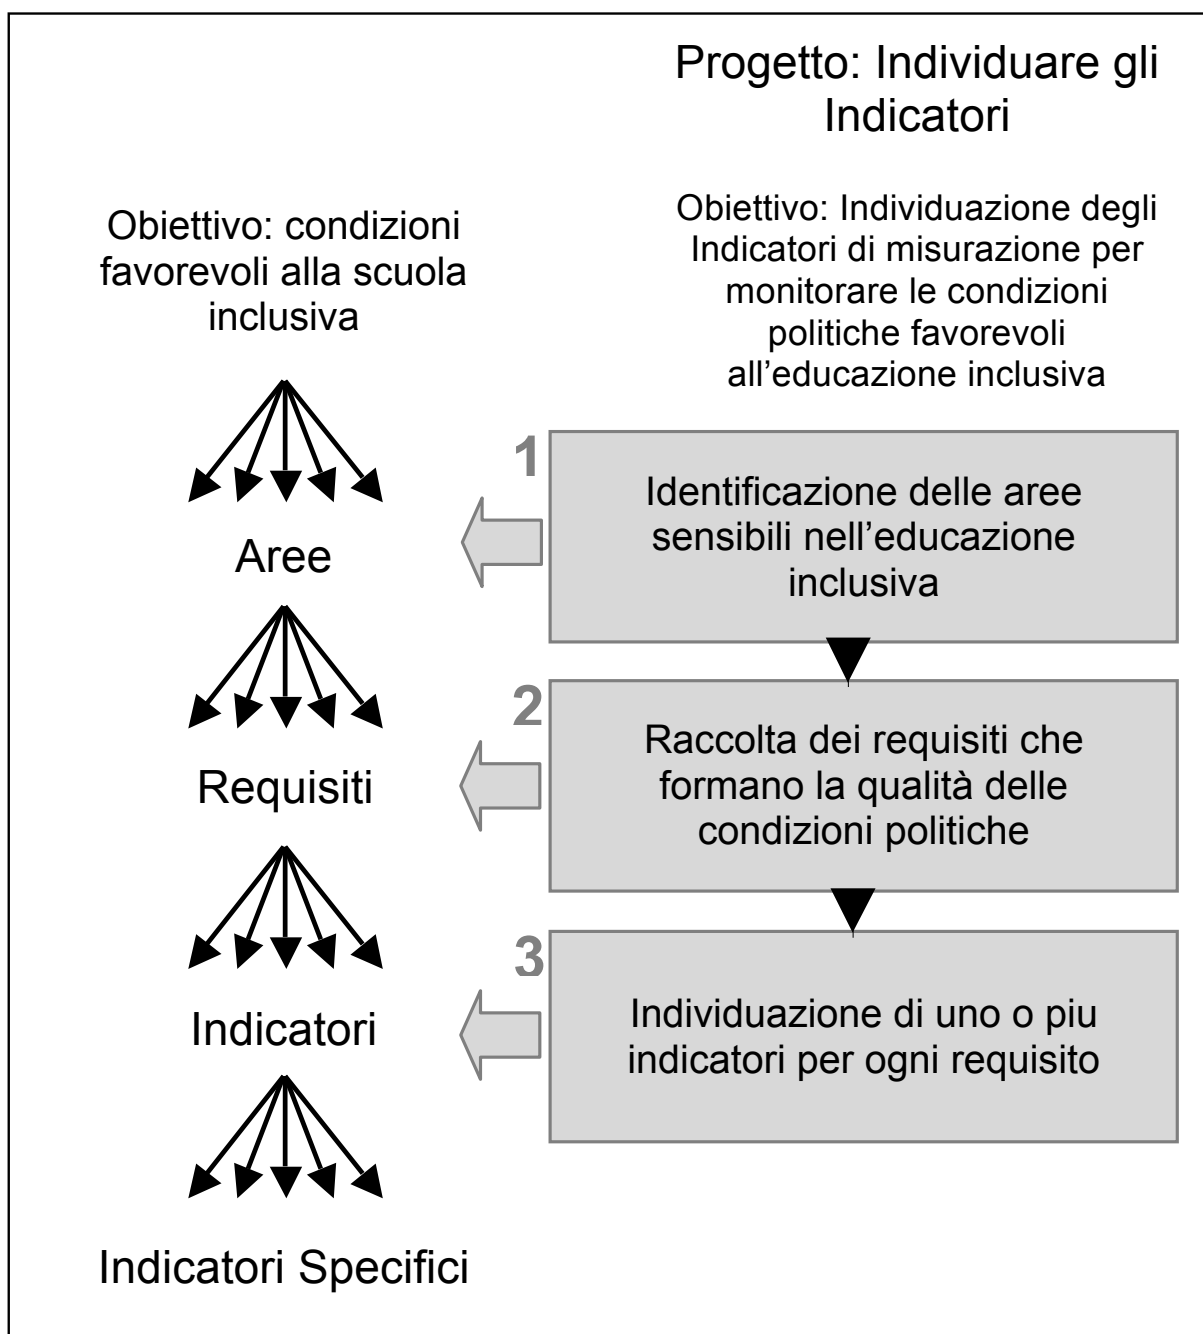 Progetto: Individuare gli
Indicatori
Obiettivo: condizioni
favorevoli alla scuola
inclusiva
Obiettivo: Individuazione degli
Indicatori di misurazione per
monitorare le condizioni
politiche favorevoli
all’educazione inclusiva
1
Identificazione delle aree
sensibili nell’educazione
inclusiva
Aree
2
Raccolta dei requisiti che
formano la qualità delle
condizioni politiche
Requisiti
3
Individuazione di uno o piu
indicatori per ogni requisito
Indicatori
Indicatori Specifici